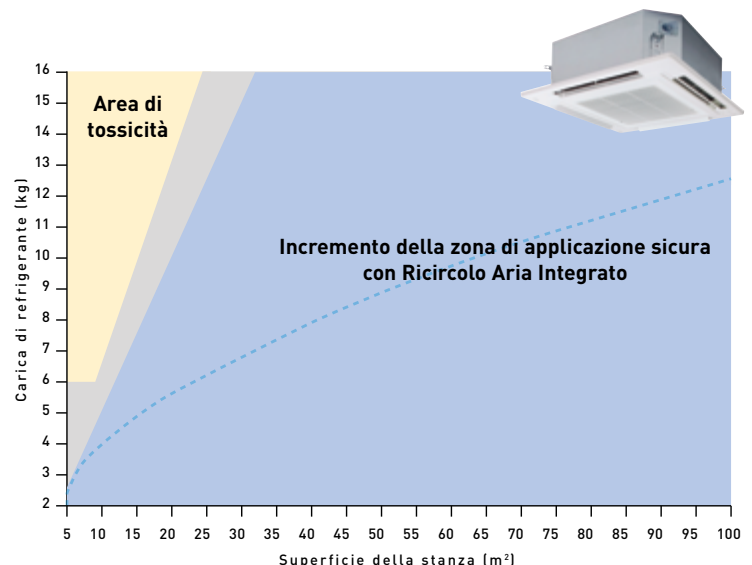 16
15
14
13
12
11
10
9
8
7
6
5
4
3
2
Carica di refrigerante (kg)
Area di
tossicità
Incremento della zona di applicazione sicura
con Ricircolo Aria Integrato
5 10 15 20 25 30 35 40 45 50 55 60 65 70 75 80 85 90 95 100
Superficie della stanza (m²)